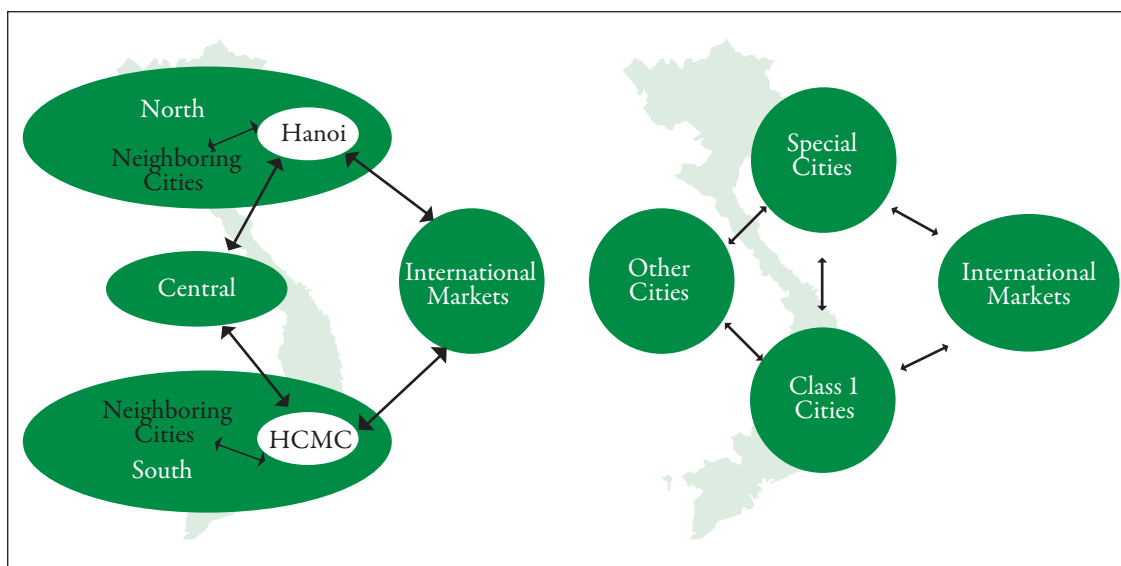 North
Hanoi
Neighboring
Cities
Central
International
Markets
Neighboring
Cities
HCMC
South
Special
Cities
Other
Cities
International
Markets
Class 1
Cities